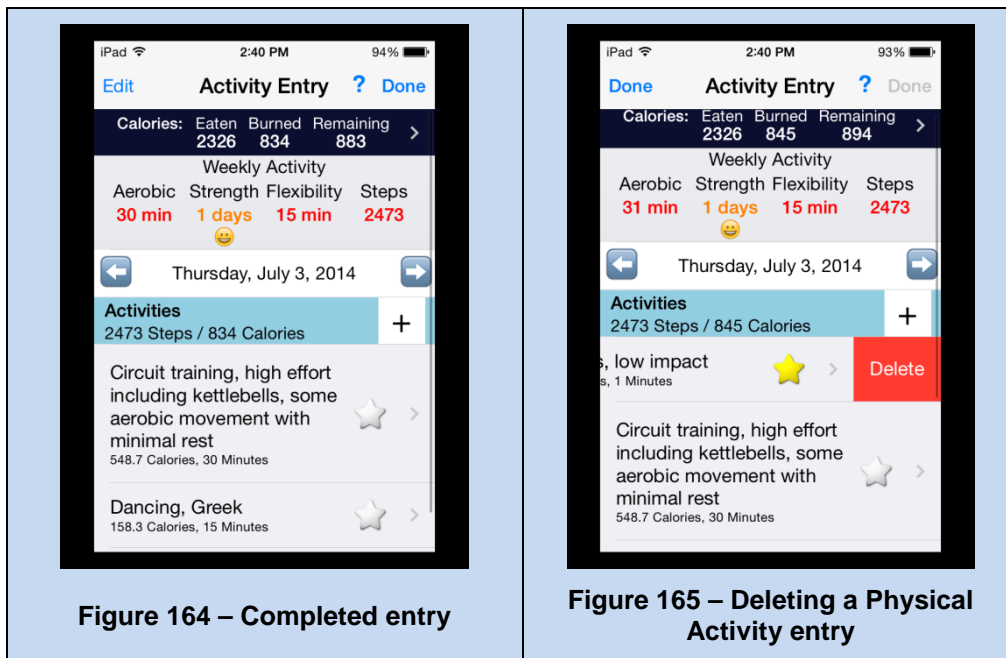 iPad 2:40 PM 94%
Edit Activity Entry ? Done
Calories: Eaten Burned Remaining >
2326 834 883
Weekly Activity
Aerobic Strength Flexibility Steps
30 min 1 days 15 min 2473
Thursday, July 3, 2014
Activities
2473 Steps / 834 Calories +
Circuit training, high effort
including kettlebells, some
aerobic movement with
minimal rest
548.7 Calories, 30 Minutes
Dancing, Greek
158.3 Calories, 15 Minutes
Figure 164 – Completed entry
iPad 2:40 PM 93%
Done Activity Entry ? Done
Calories: Eaten Burned Remaining >
2326 845 894
Weekly Activity
Aerobic Strength Flexibility Steps
31 min 1 days 15 min 2473
Thursday, July 3, 2014
Activities
2473 Steps / 845 Calories +
s, low impact Delete
s, 1 Minutes
Circuit training, high effort
including kettlebells, some
aerobic movement with
minimal rest
548.7 Calories, 30 Minutes
Figure 165 – Deleting a Physical
Activity entry